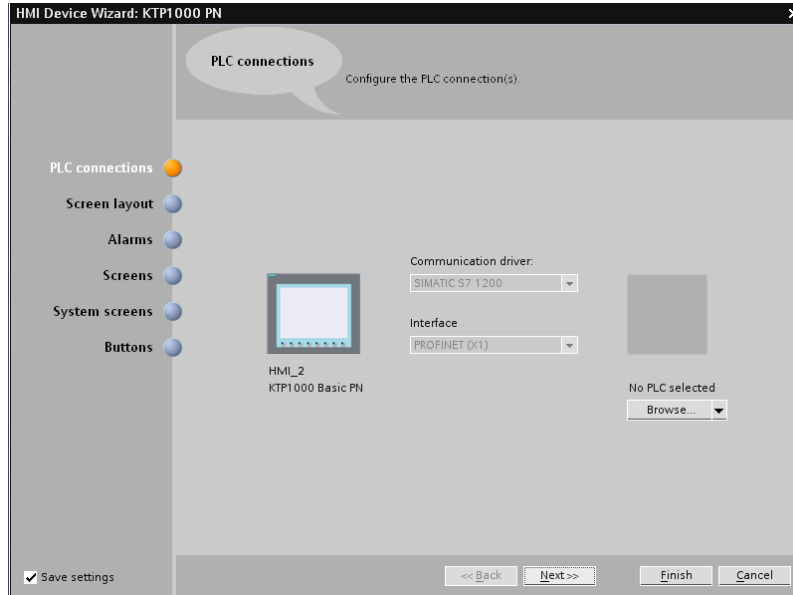 HMI Device Wizard: KTP1000 PN
PLC connections
Configure the PLC connection(s).
PLC connections
Screen layout
Alarms
Screens
System screens
Buttons
Communication driver:
SIMATIC S7 1200
Interface
PROFINET (X1)
HMI_2
KTP1000 Basic PN
No PLC selected
Browse...
Save settings
<< Back
Next >>
Finish
Cancel